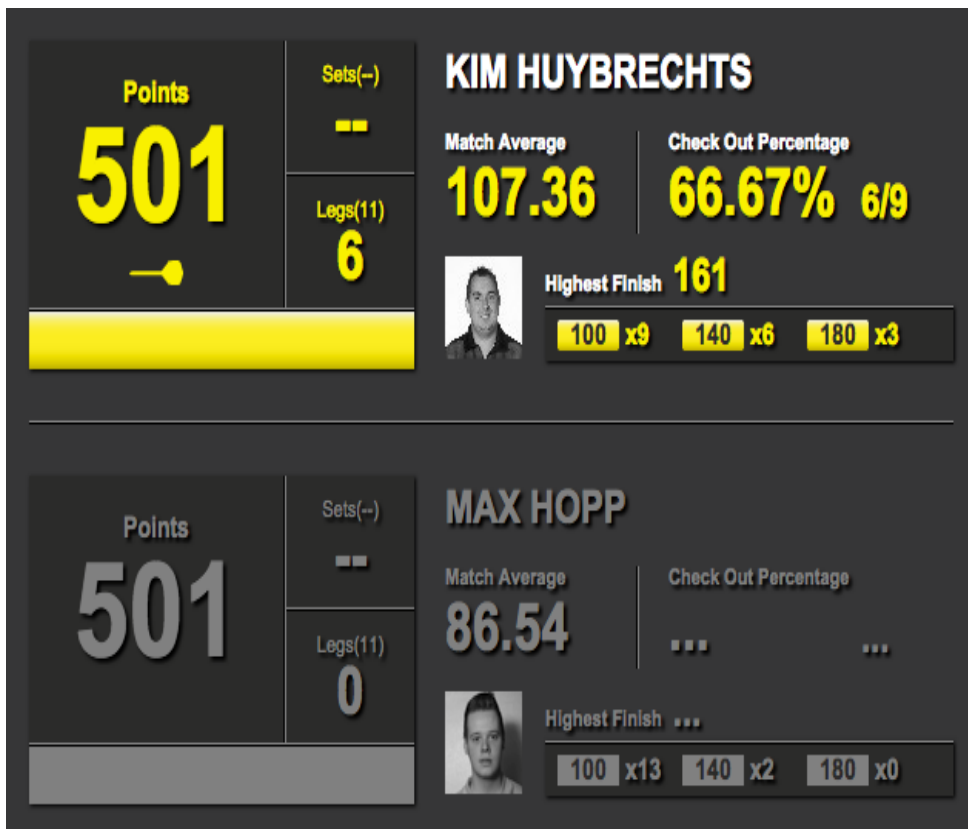 Points
501
Sets(--)
--
Legs(11)
6
KIM HUYBRECHTS
Match Average
107.36
Check Out Percentage
66.67% 6/9
Highest Finish 161
100 x9 140 x6 180 x3
Points
501
Sets(--)
--
Legs(11)
0
MAX HOPP
Match Average
86.54
Check Out Percentage
... ...
Highest Finish ...
100 x13 140 x2 180 x0